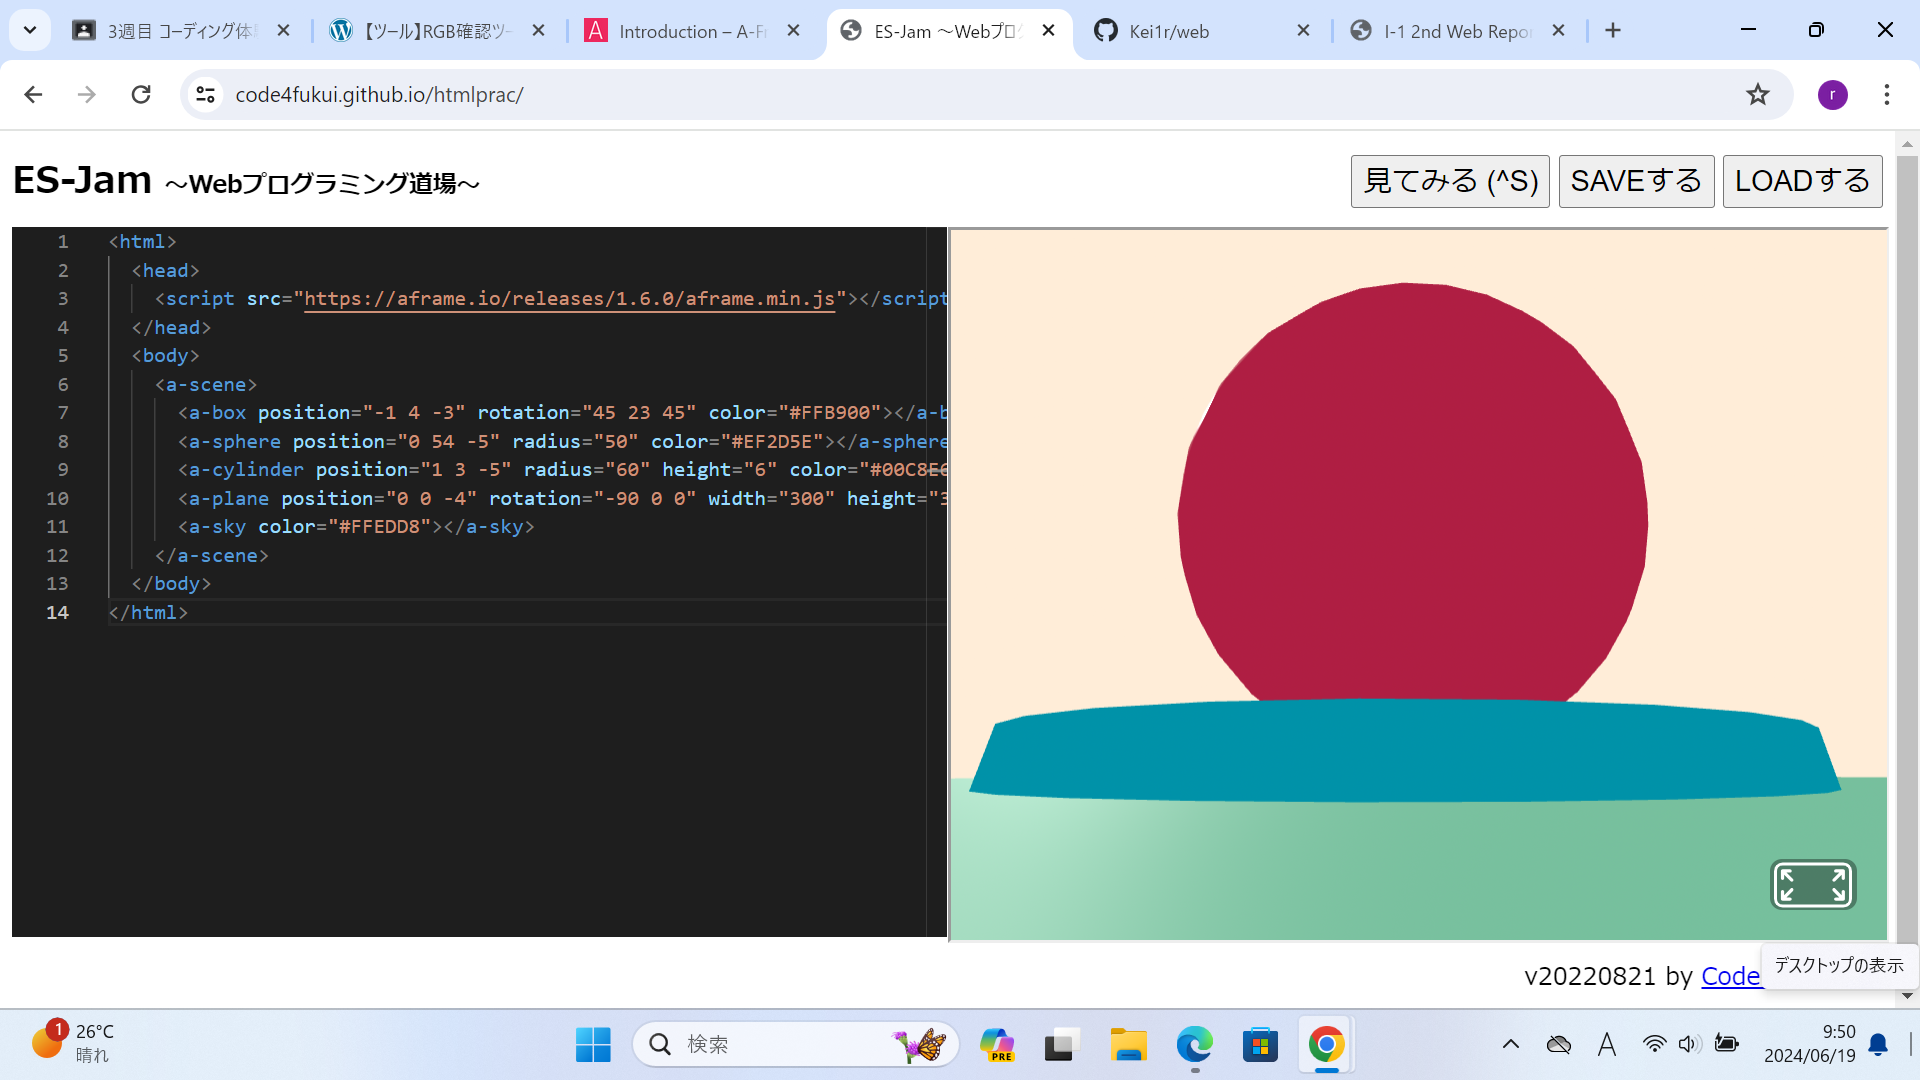 3週目 コーディング体
【ツール】RGB確認ツー
Introduction – A-Fr
ES-Jam ～Webプログ
Kei1r/web
I-1 2nd Web Repor
code4fukui.github.io/htmlprac/
r
ES-Jam ～Webプログラミング道場～
見てみる (^S)
SAVEする
LOADする
1 <html>
2 <head>
3 <script src="https://aframe.io/releases/1.6.0/aframe.min.js"></script
4 </head>
5 <body>
6 <a-scene>
7 <a-box position="-1 4 -3" rotation="45 23 45" color="#FFB900"></a-b
8 <a-sphere position="0 54 -5" radius="50" color="#EF2D5E"></a-sphere
9 <a-cylinder position="1 3 -5" radius="60" height="6" color="#00C8E6
10 <a-plane position="0 0 -4" rotation="-90 0 0" width="300" height="3
11 <a-sky color="#FFEDD8"></a-sky>
12 </a-scene>
13 </body>
14 </html>
v20220821 by Code
デスクトップの表示
1
26°C
晴れ
検索
PRE
A
9:50
2024/06/19